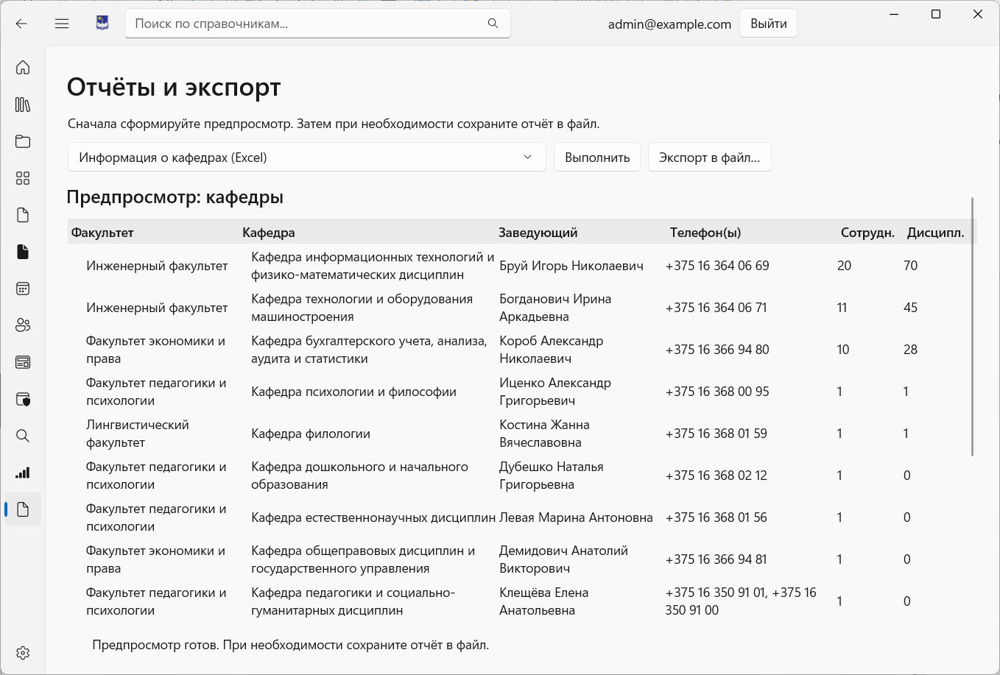 Поиск по справочникам...
admin@example.com
Выйти
Отчёты и экспорт
Сначала сформируйте предпросмотр. Затем при необходимости сохраните отчёт в файл.
Информация о кафедрах (Excel)
Выполнить
Экспорт в файл...
Предпросмотр: кафедры
Факультет Кафедра Заведующий Телефон(ы) Сотрудн. Дисципл.
Инженерный факультет
Кафедра информационных технологий и
физико-математических дисциплин
Бруй Игорь Николаевич
+375 16 364 06 69
20
70
Инженерный факультет
Кафедра технологии и оборудования
машиностроения
Богданович Ирина
Аркадьевна
+375 16 364 06 71
11
45
Факультет экономики и
права
Кафедра бухгалтерского учета, анализа,
аудита и статистики
Короб Александр
Николаевич
+375 16 366 94 80
10
28
Факультет педагогики и
психологии
Кафедра психологии и философии
Иценко Александр
Григорьевич
+375 16 368 00 95
1
1
Лингвистический
факультет
Кафедра филологии
Костина Жанна
Вячеславовна
+375 16 368 01 59
1
1
Факультет педагогики и
психологии
Кафедра дошкольного и начального
образования
Дубешко Наталья
Григорьевна
+375 16 368 02 12
1
0
Факультет педагогики и
психологии
Кафедра естественнонаучных дисциплин
Левая Марина Антоновна
+375 16 368 01 56
1
0
Факультет экономики и
права
Кафедра общеправовых дисциплин и
государственного управления
Демидович Анатолий
Викторович
+375 16 366 94 81
1
0
Факультет педагогики и
психологии
Кафедра педагогики и социально-
гуманитарных дисциплин
Клещёва Елена
Анатольевна
+375 16 350 91 01, +375 16
350 91 00
1
0
Предпросмотр готов. При необходимости сохраните отчёт в файл.